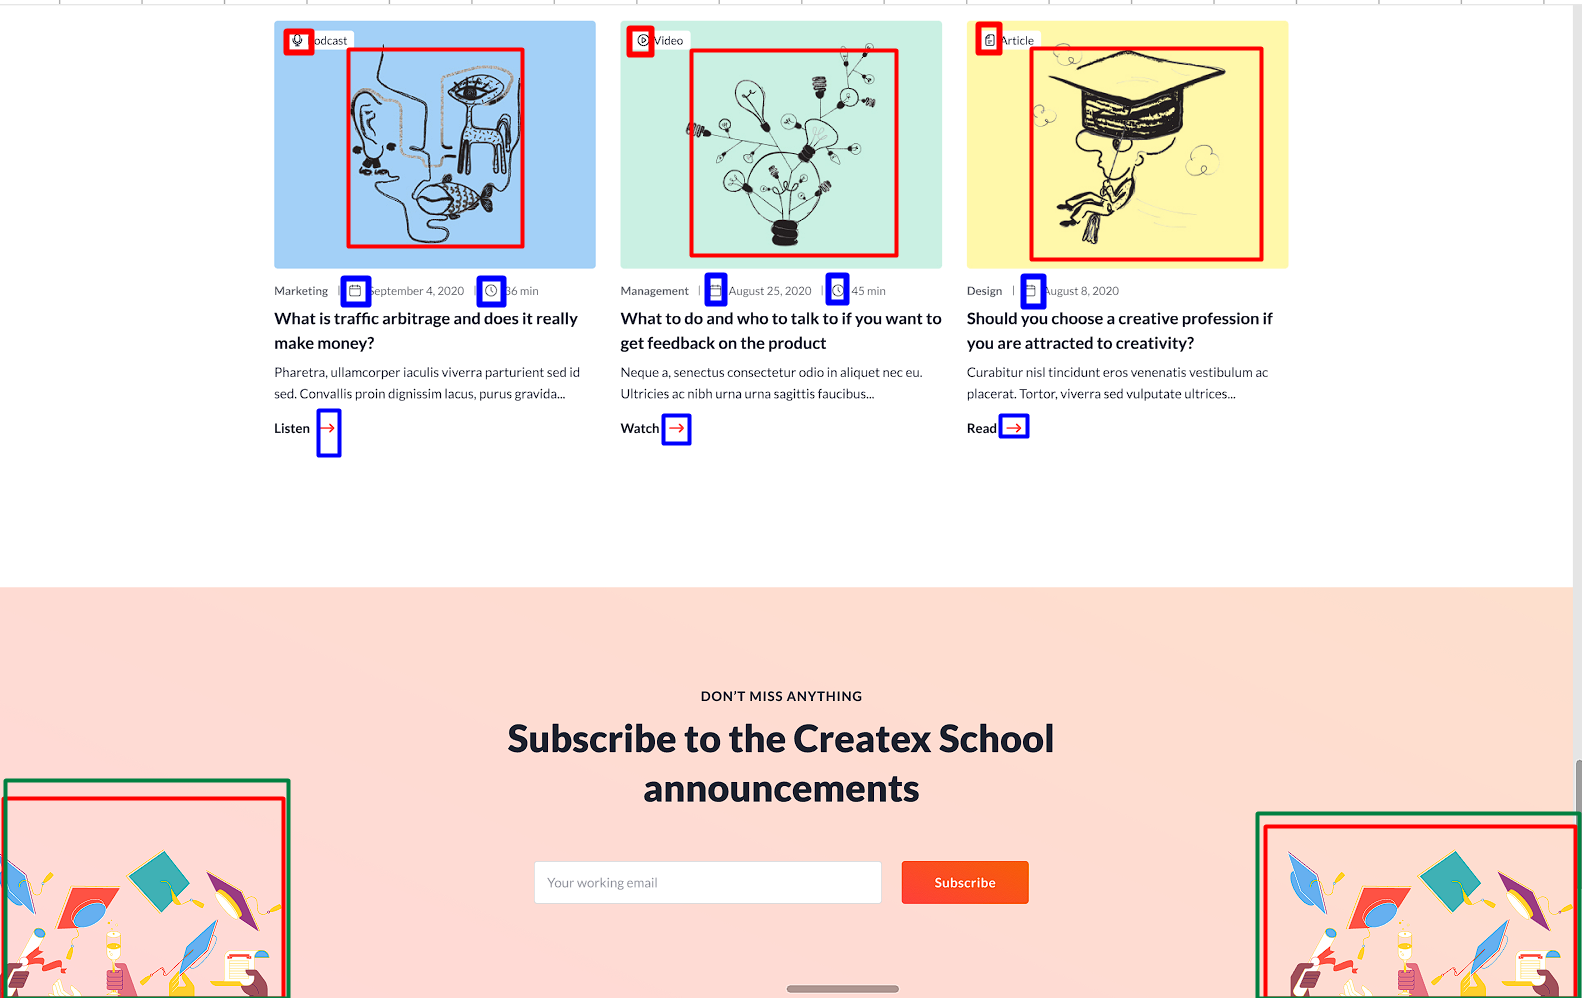 Podcast
Video
Article
Marketing | September 4, 2020 | 36 min
What is traffic arbitrage and does it really
make money?
Pharetra, ullamcorper iaculis viverra parturient sed id
sed. Convallis proin dignissim lacus, purus gravida...
Listen →
Management | August 25, 2020 | 45 min
What to do and who to talk to if you want to
get feedback on the product
Neque a, senectus consectetur odio in aliquet nec eu.
Ultricies ac nibh urna urna sagittis faucibus...
Watch →
Design | August 8, 2020
Should you choose a creative profession if
you are attracted to creativity?
Curabitur nisl tincidunt eros venenatis vestibulum ac
placerat. Tortor, viverra sed vulputate ultrices...
Read →
DON’T MISS ANYTHING
Subscribe to the Createx School
announcements
Your working email
Subscribe